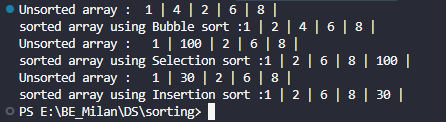 Unsorted array :  1 | 4 | 2 | 6 | 8 |
sorted array using Bubble sort :1 | 2 | 4 | 6 | 8 |
Unsorted array :  1 | 100 | 2 | 6 | 8 |
sorted array using Selection sort :1 | 2 | 6 | 8 | 100 |
Unsorted array :  1 | 30 | 2 | 6 | 8 |
sorted array using Insertion sort :1 | 2 | 6 | 8 | 30 |
PS E:\BE_Milan\DS\sorting>